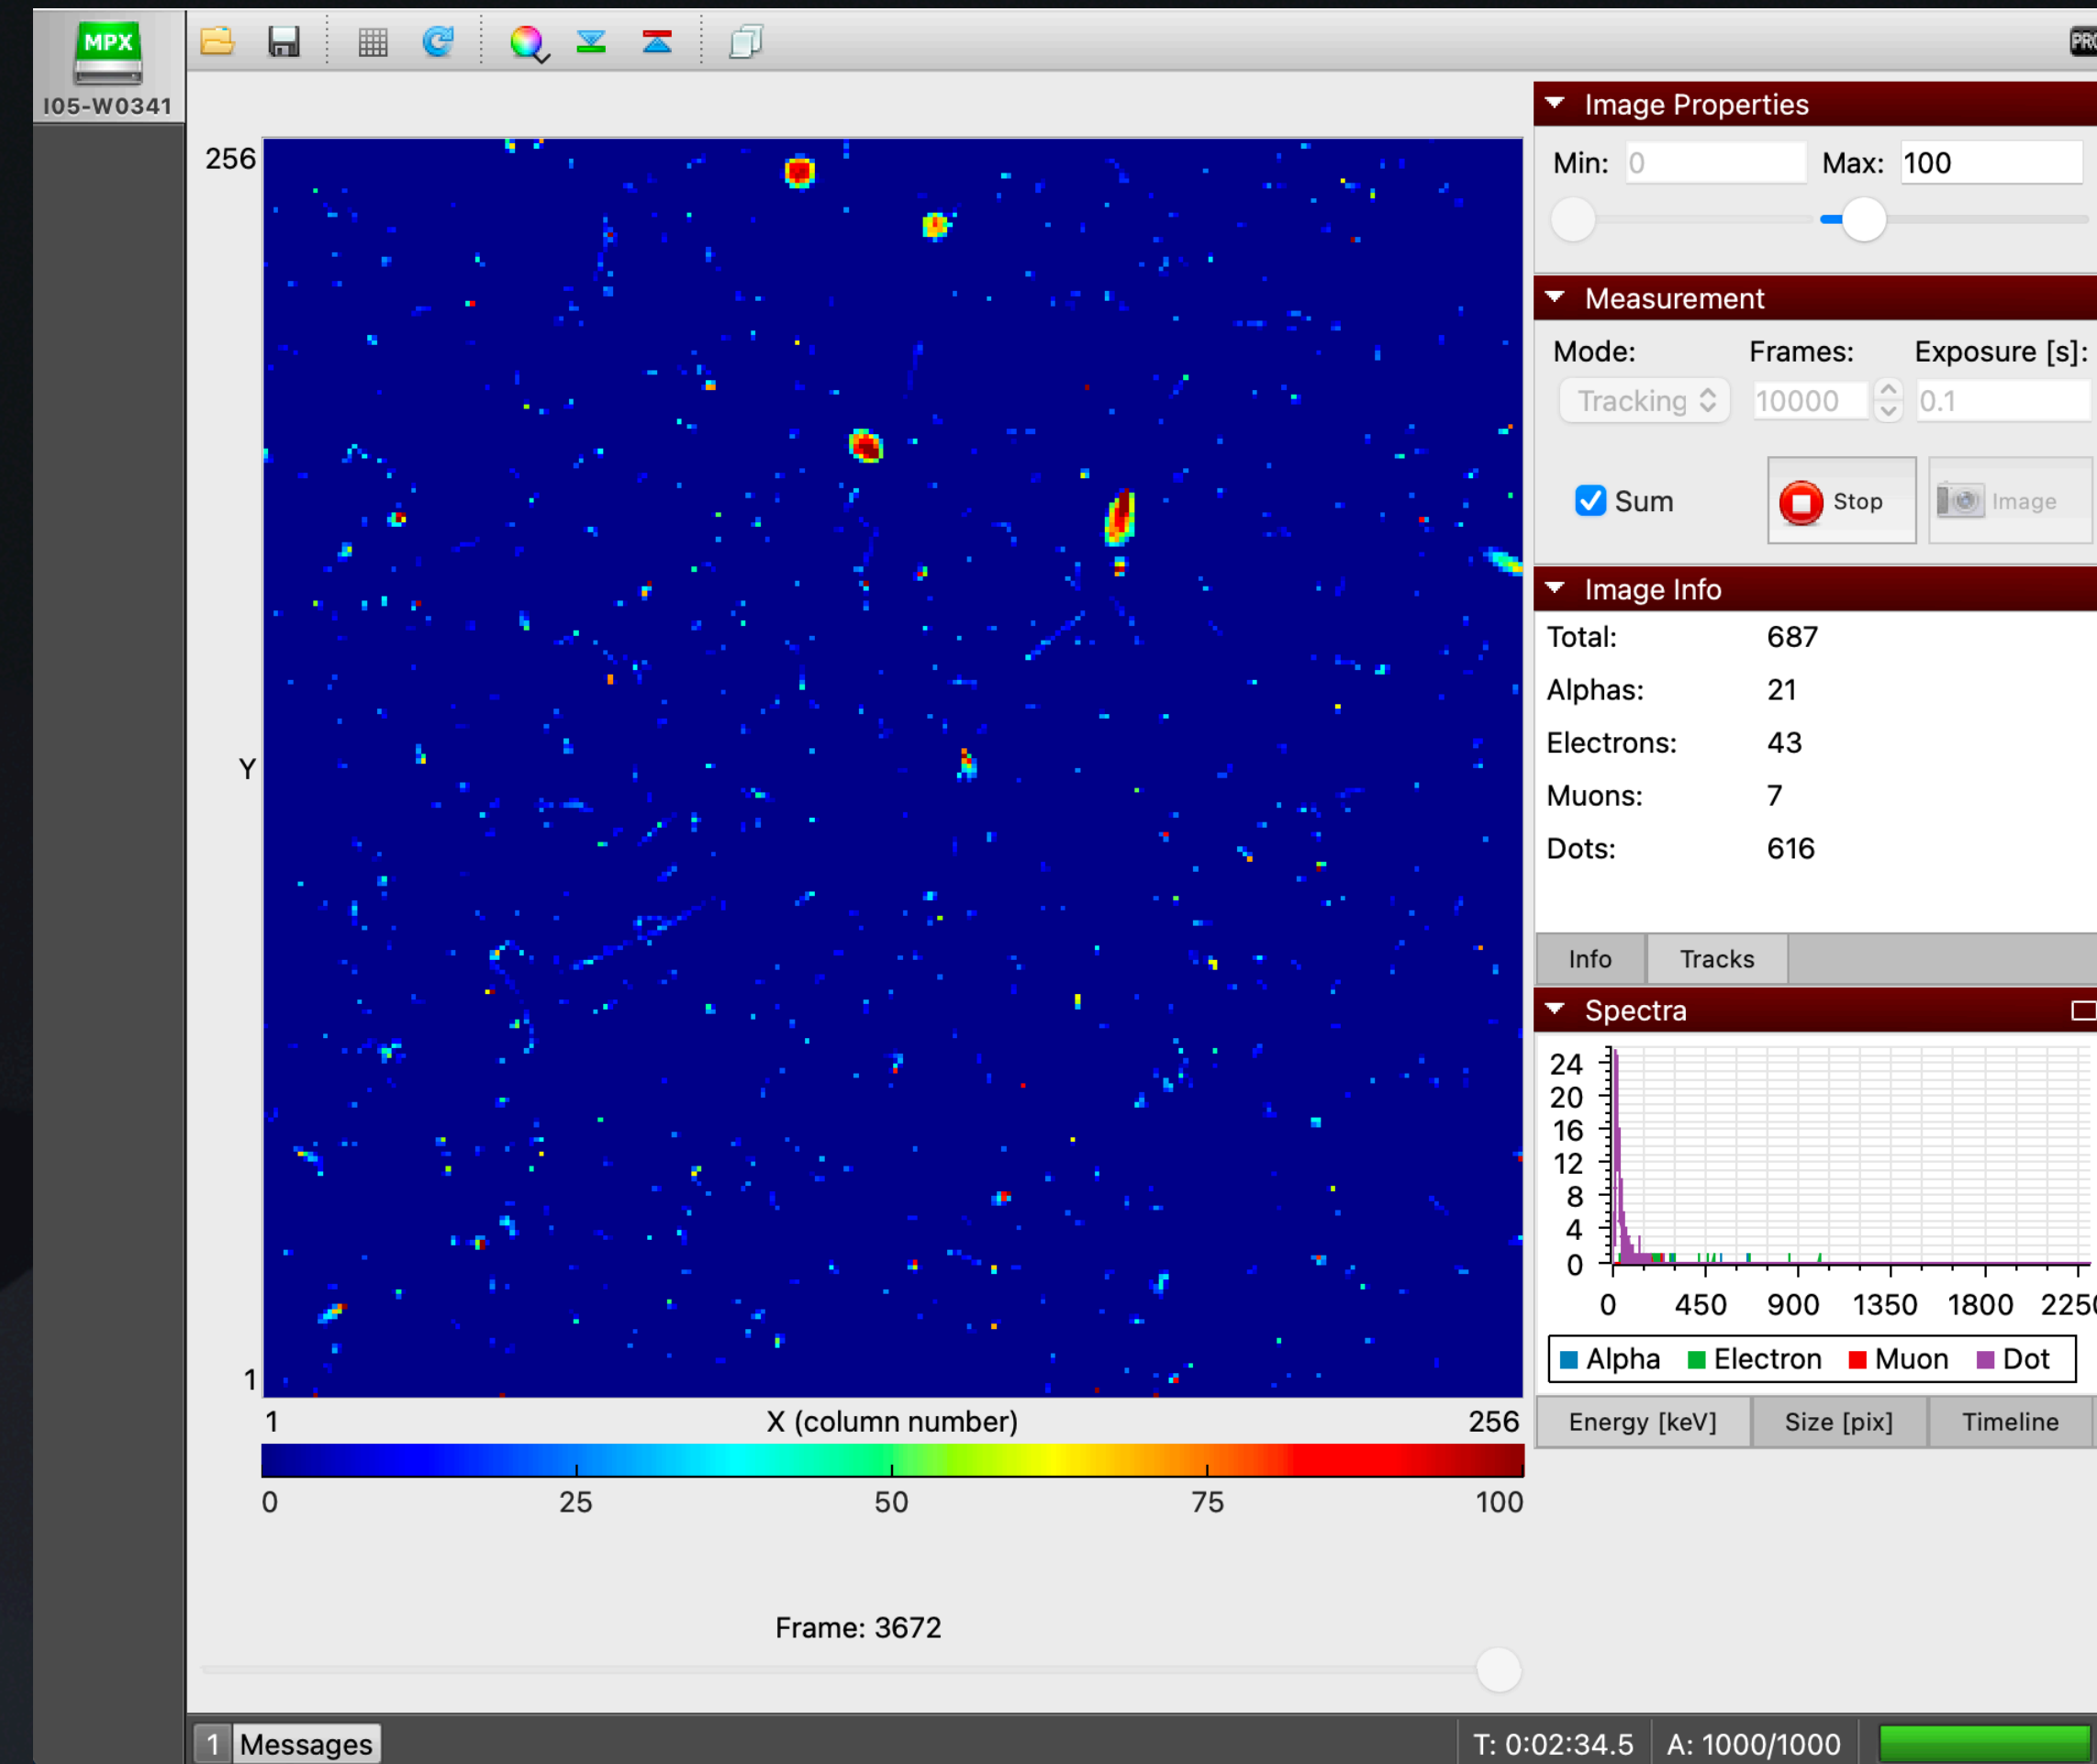 MPX
I05-W0341
256
Y
1
1 X (column number) 256
0 25 50 75 100
Frame: 3672
Image Properties
Min: 0 Max: 100
Measurement
Mode: Frames: Exposure [s]:
Tracking 10000 0.1
Sum Stop Image
Image Info
Total: 687
Alphas: 21
Electrons: 43
Muons: 7
Dots: 616
Info Tracks
Spectra
24
20
16
12
8
4
0
0 450 900 1350 1800
Alpha Electron Muon Dot
Energy [keV] Size [pix] Timeline
1 Messages T: 0:02:34.5 A: 1000/1000